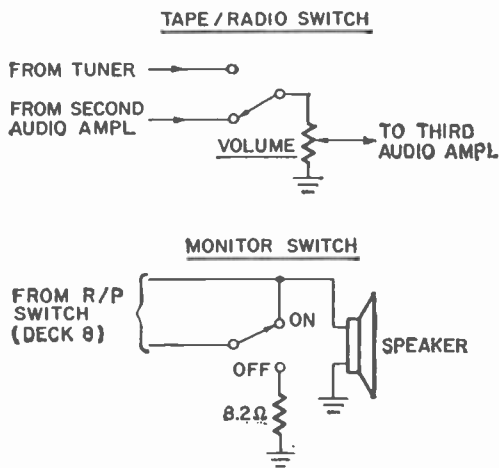 TAPE/RADIO SWITCH
FROM TUNER
FROM SECOND
AUDIO AMPL
VOLUME
TO THIRD
AUDIO AMPL
MONITOR SWITCH
FROM R/P
SWITCH
(DECK 8)
ON
OFF
SPEAKER
8.2Ω